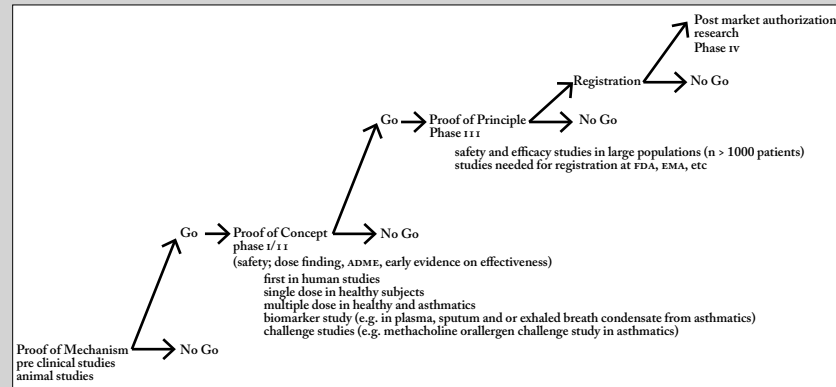 Post market authorization
research
Phase IV
Registration
No Go
Go
Proof of Principle
Phase III
No Go
safety and efficacy studies in large populations (n > 1000 patients)
studies needed for registration at FDA, EMA, etc
Go
Proof of Concept
phase I/II
No Go
(safety; dose finding, ADME, early evidence on effectiveness)
first in human studies
single dose in healthy subjects
multiple dose in healthy and asthmatics
biomarker study (e.g. in plasma, sputum and or exhaled breath condensate from asthmatics)
challenge studies (e.g. methacholine orallergen challenge study in asthmatics)
Proof of Mechanism
pre clinical studies
animal studies
No Go